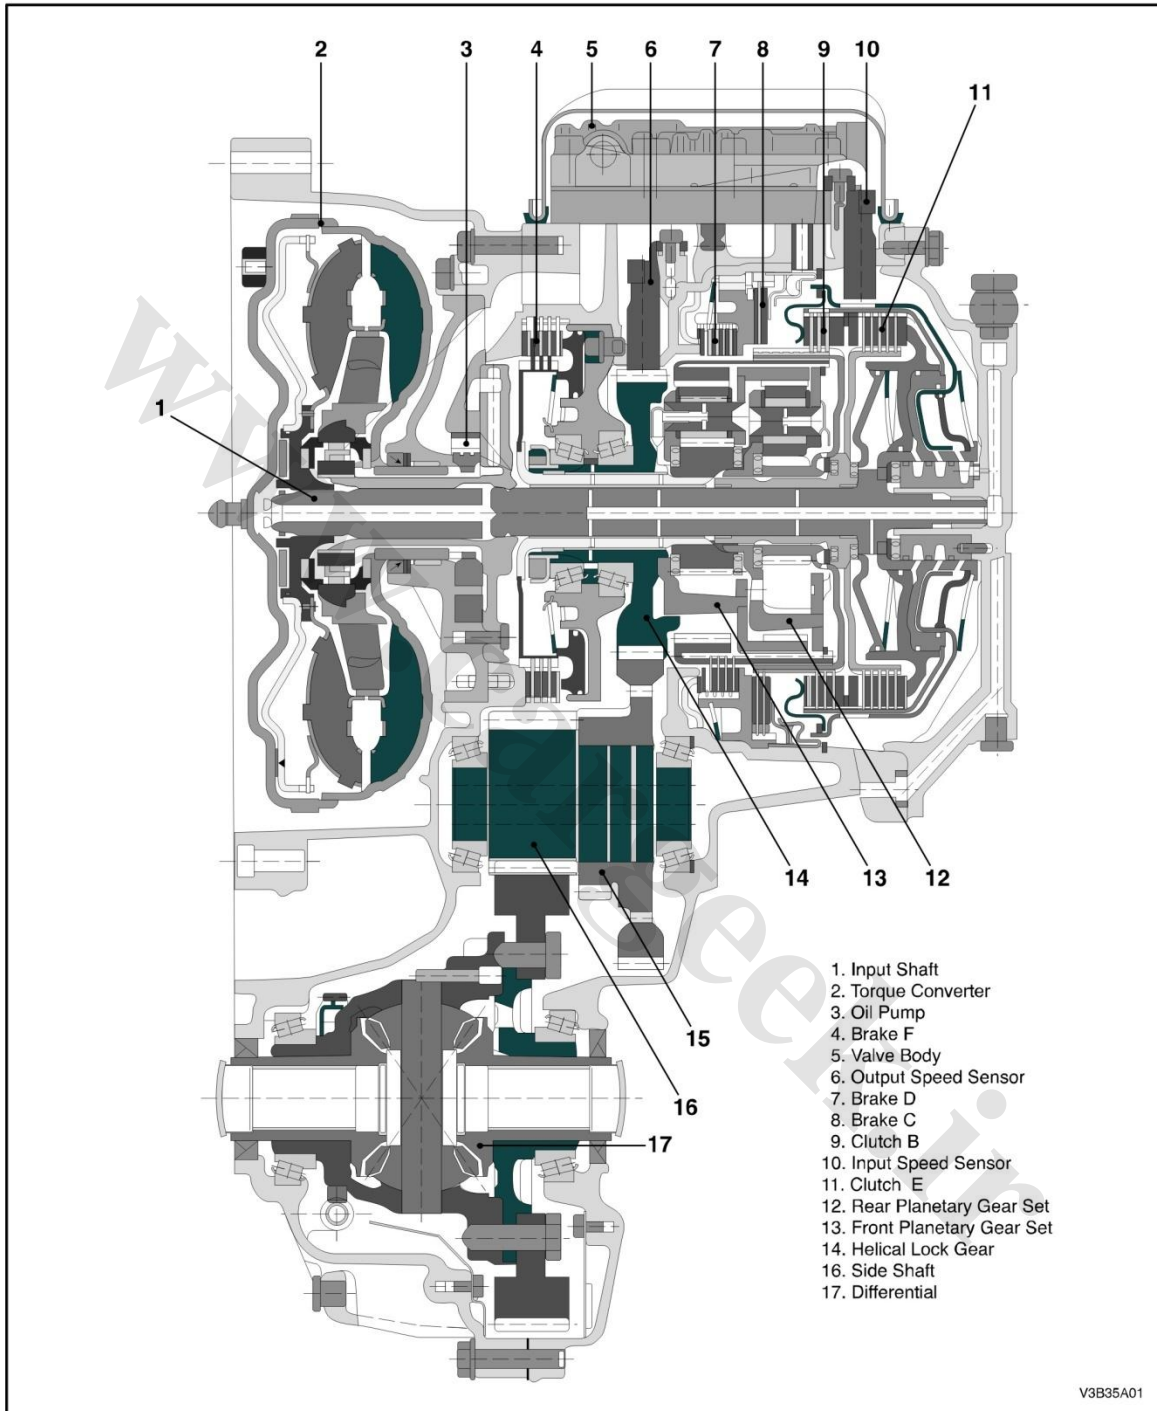 2 3 4 5 6 7 8 9 10
11
1
14 13 12
15
16
17
1. Input Shaft
2. Torque Converter
3. Oil Pump
4. Brake F
5. Valve Body
6. Output Speed Sensor
7. Brake D
8. Brake C
9. Clutch B
10. Input Speed Sensor
11. Clutch E
12. Rear Planetary Gear Set
13. Front Planetary Gear Set
14. Helical Lock Gear
16. Side Shaft
17. Differential
V3B35A01
www.cargeek.ir